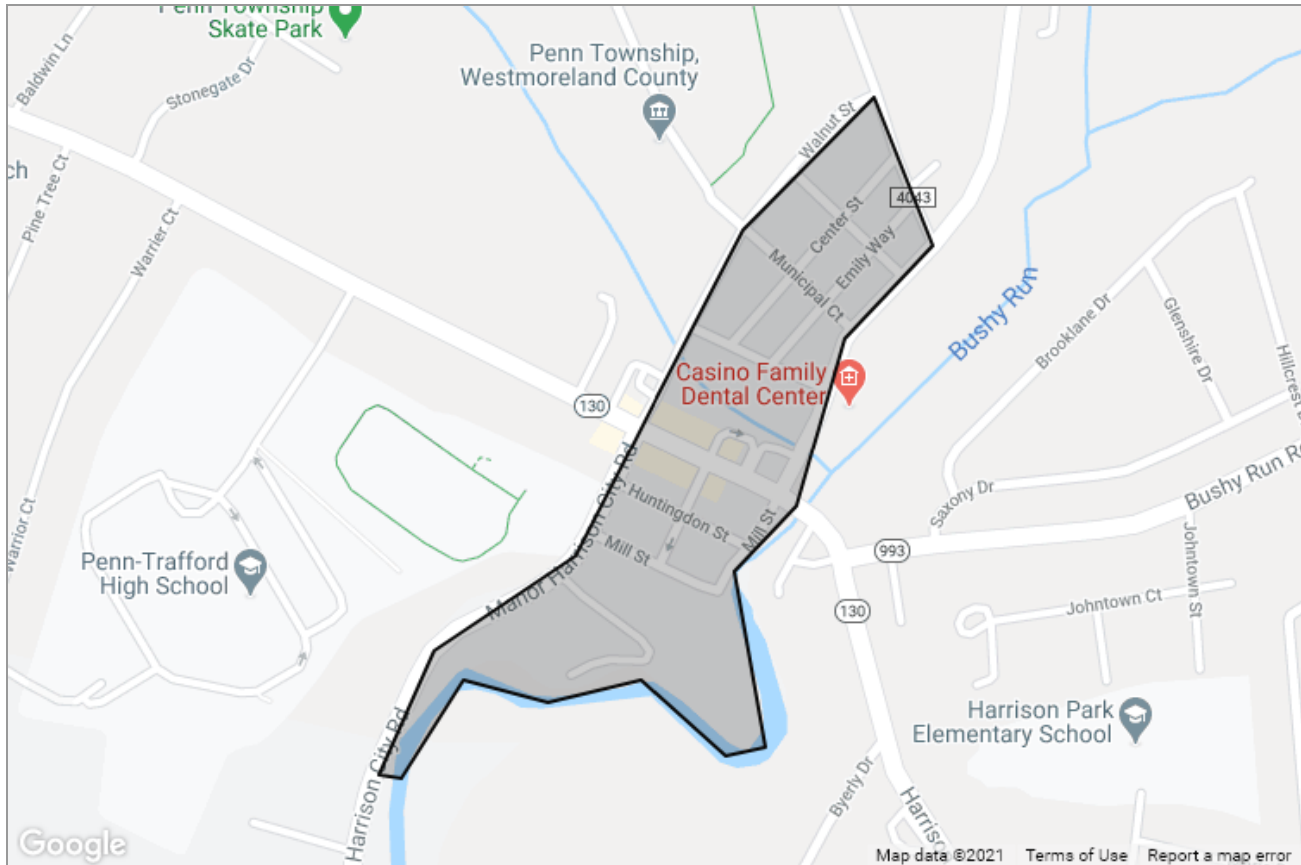 Penn Township
Skate Park
Baldwin Ln
Stonegate Dr
Penn Township,
Westmoreland County
Walnut St
ch
Pine Tree Ct
Warrier Ct
4043
Center St
Emily Way
Municipal Ct
Bushy Run
Brooklane Dr
Glenshire Dr
Hillcrest D
Casino Family
Dental Center
130
Manor Harrison City Rd
Huntingdon St
Mill St
Mill St
Saxony Dr
Bushy Run R
993
Johntown St
Johntown Ct
130
Warrior Ct
Penn-Trafford
High School
Harrison City Rd
Harrison Park
Elementary School
Byerly Dr
Harriso
Google
Map data ©2021 Terms of Use Report a map error